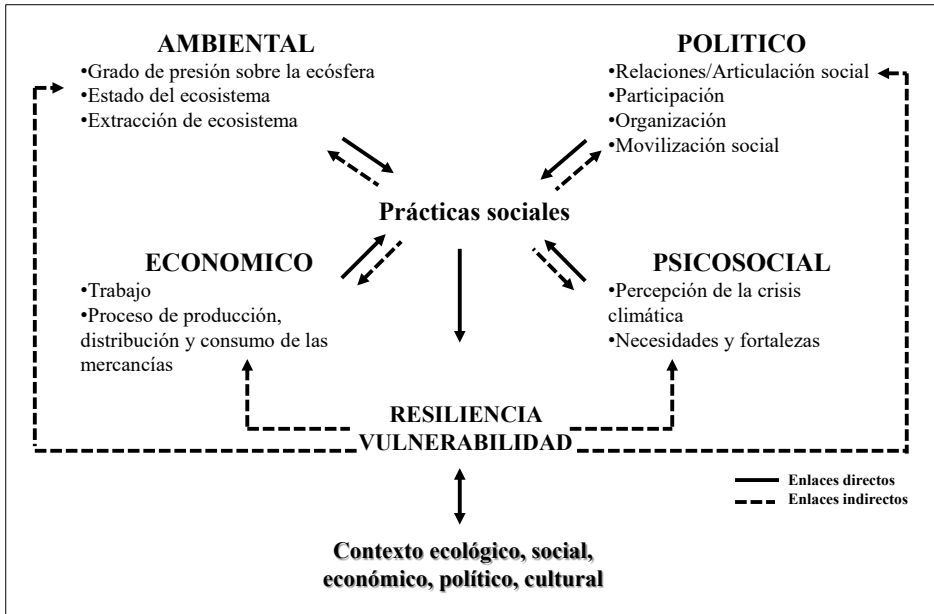 AMBIENTAL
•Grado de presión sobre la ecósfera
•Estado del ecosistema
•Extracción de ecosistema
POLITICO
•Relaciones/Articulación social
•Participación
•Organización
•Movilización social
Prácticas sociales
ECONOMICO
•Trabajo
•Proceso de producción,
distribución y consumo de las
mercancías
PSICOSOCIAL
•Percepción de la crisis
climática
•Necesidades y fortalezas
RESILIENCIA
VULNERABILIDAD
Enlaces directos
Enlaces indirectos
Contexto ecológico, social,
económico, político, cultural